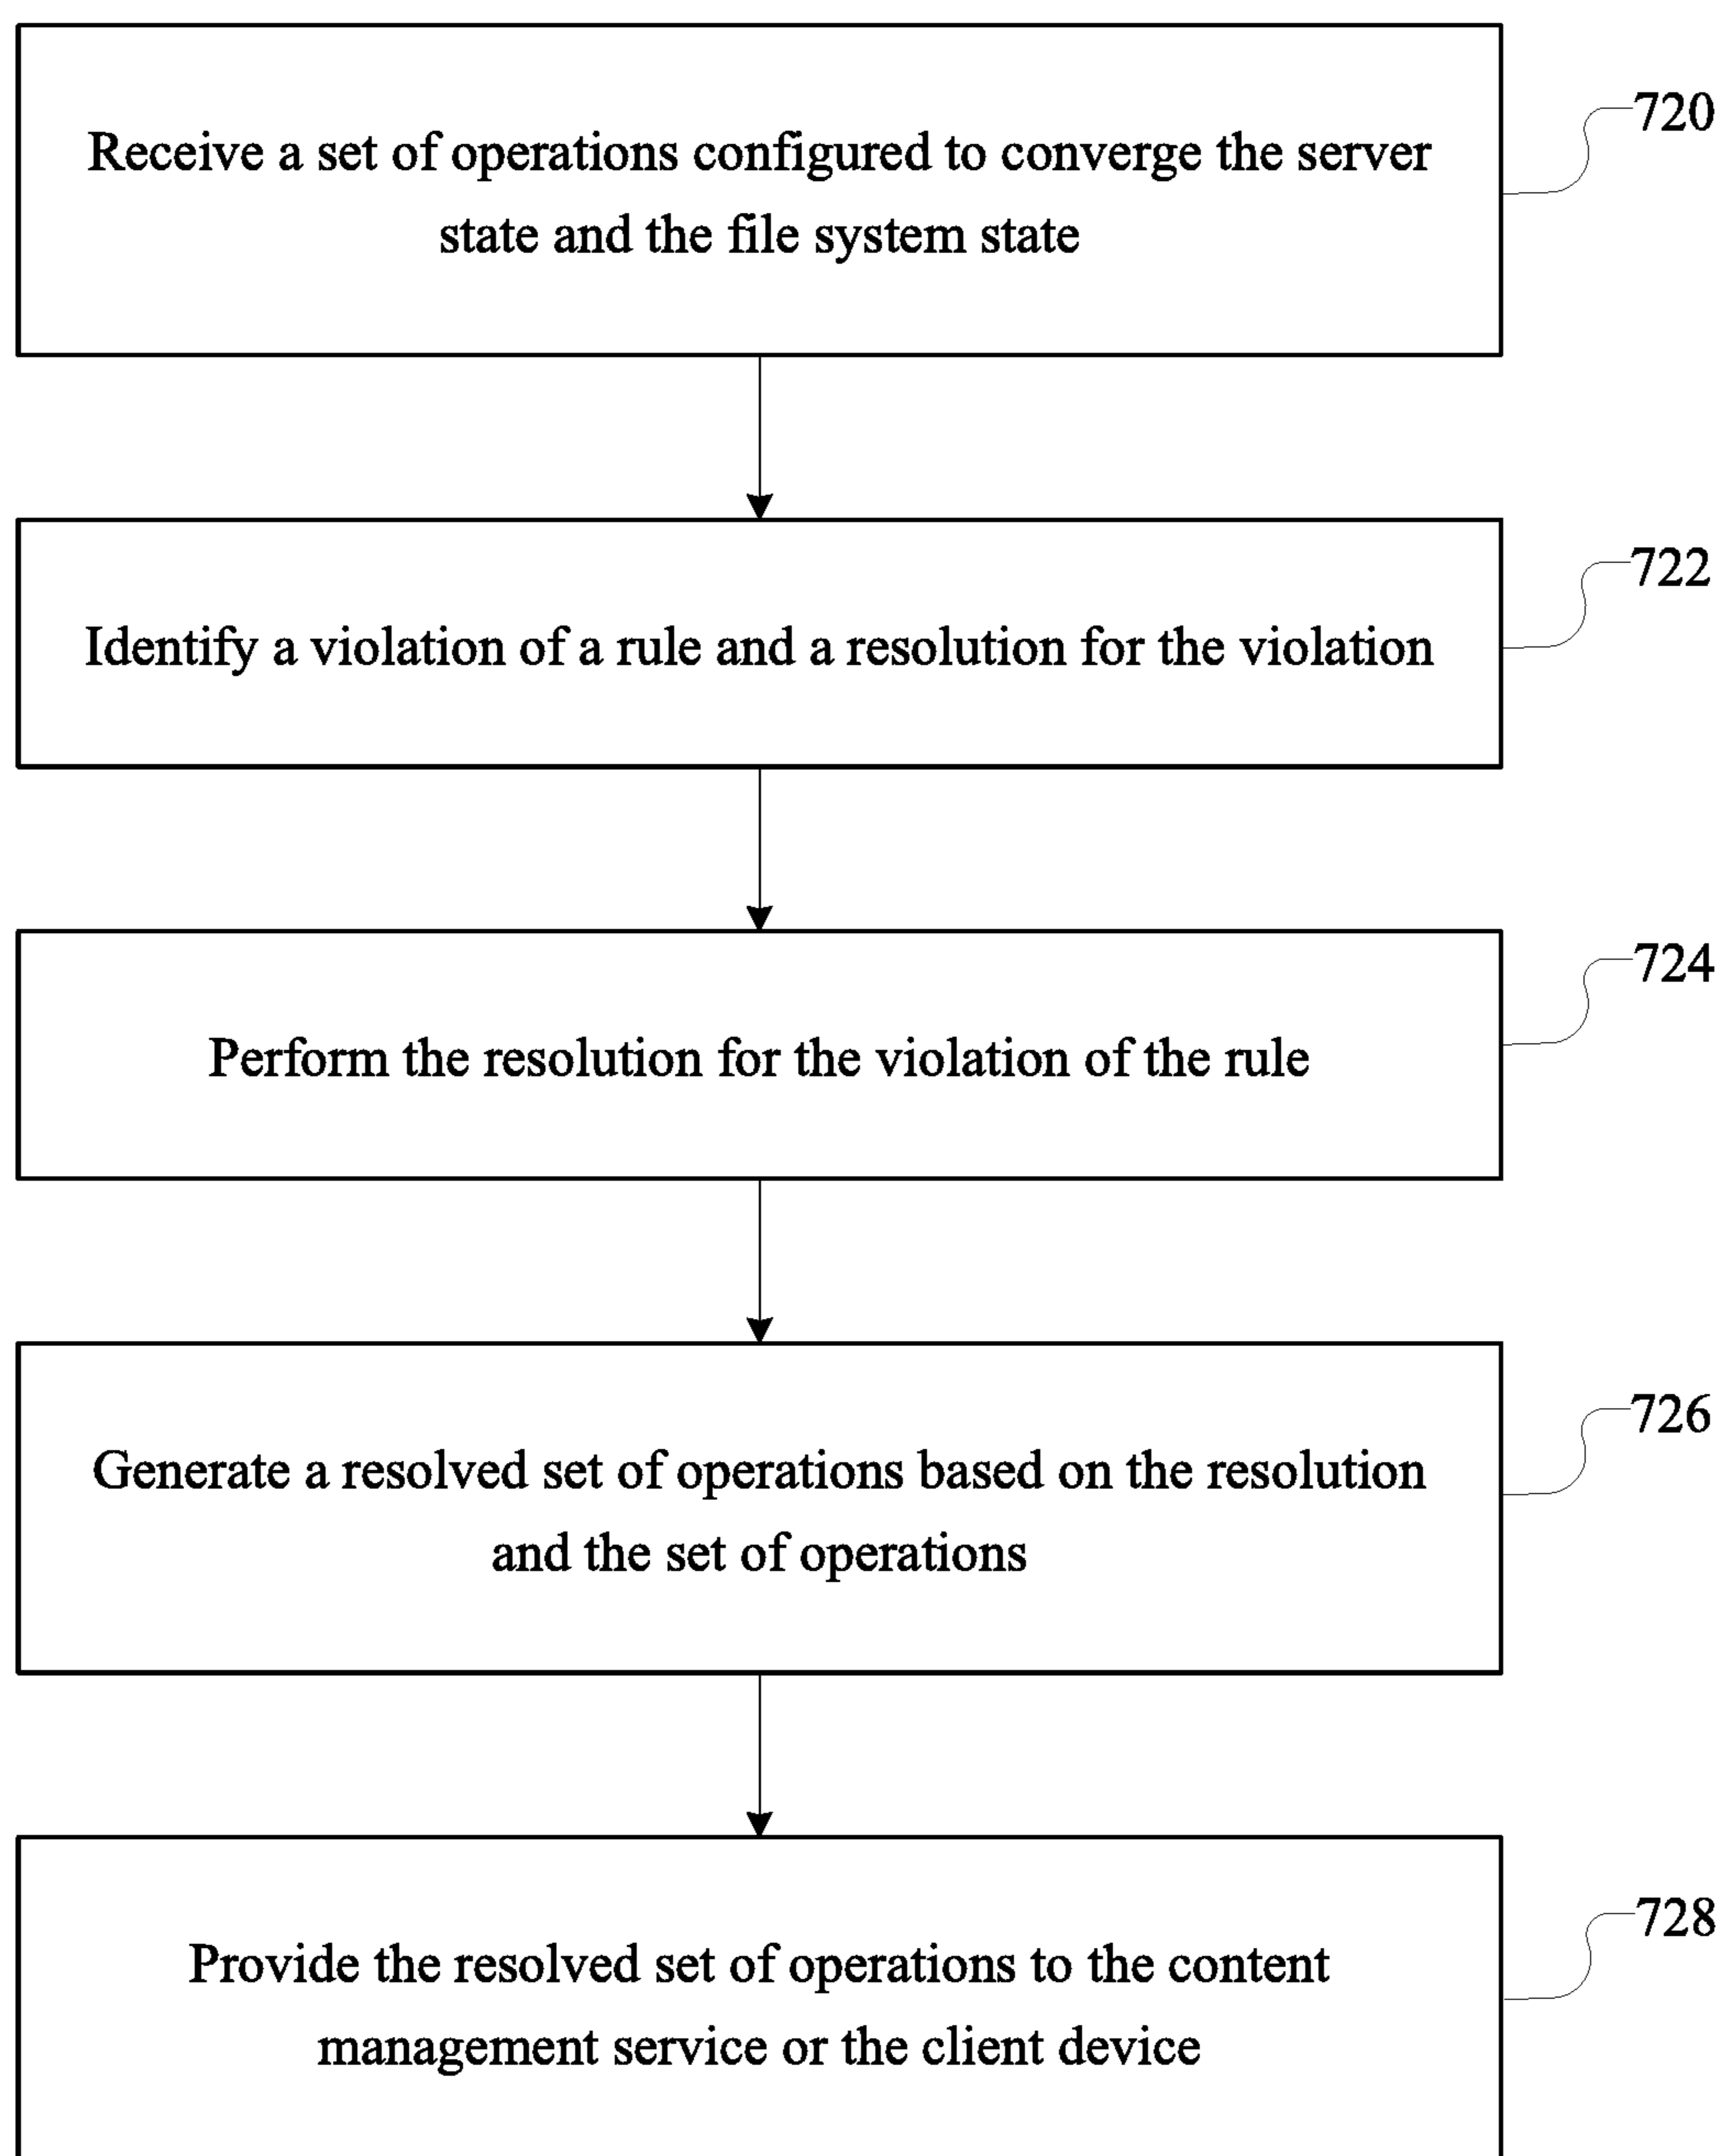 Receive a set of operations configured to converge the server
state and the file system state
720
Identify a violation of a rule and a resolution for the violation
722
Perform the resolution for the violation of the rule
724
Generate a resolved set of operations based on the resolution
and the set of operations
726
Provide the resolved set of operations to the content
management service or the client device
728